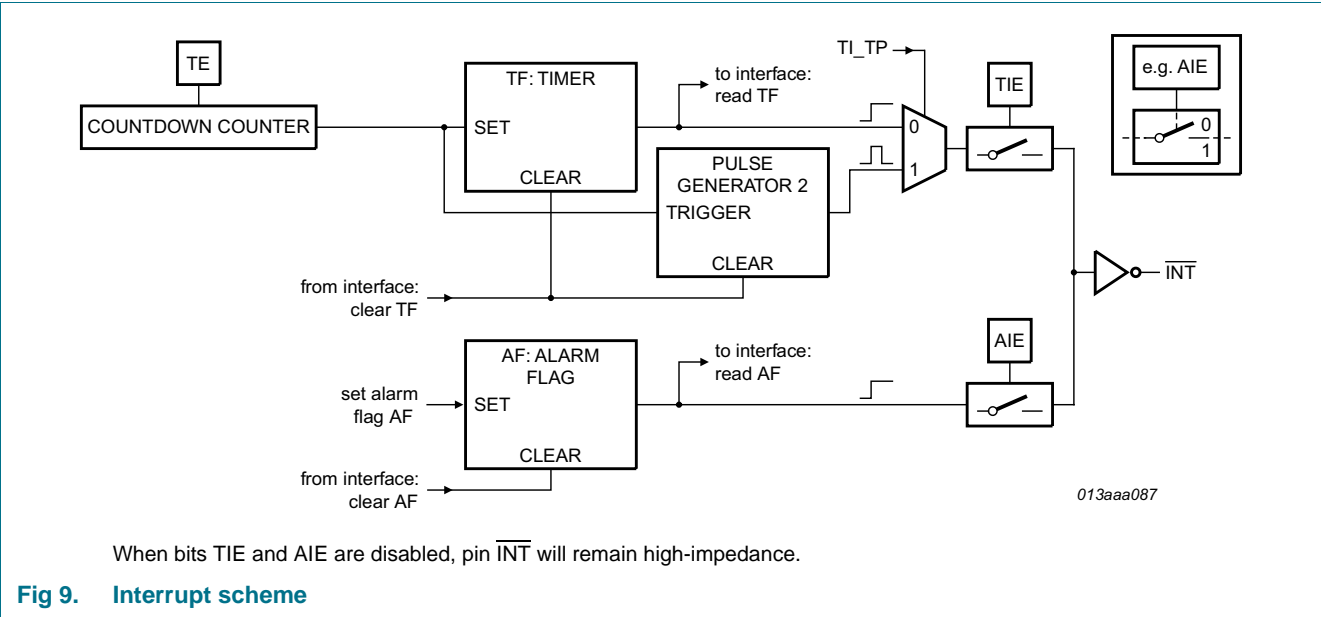 TE
COUNTDOWN COUNTER
TF: TIMER
SET
CLEAR
to interface:
read TF
PULSE
GENERATOR 2
TRIGGER
CLEAR
from interface:
clear TF
TI_TP
0
1
TIE
e.g. AIE
0
1
INT
AF: ALARM
FLAG
SET
CLEAR
set alarm
flag AF
from interface:
clear AF
to interface:
read AF
AIE
013aaa087
When bits TIE and AIE are disabled, pin INT will remain high-impedance.
Fig 9. Interrupt scheme